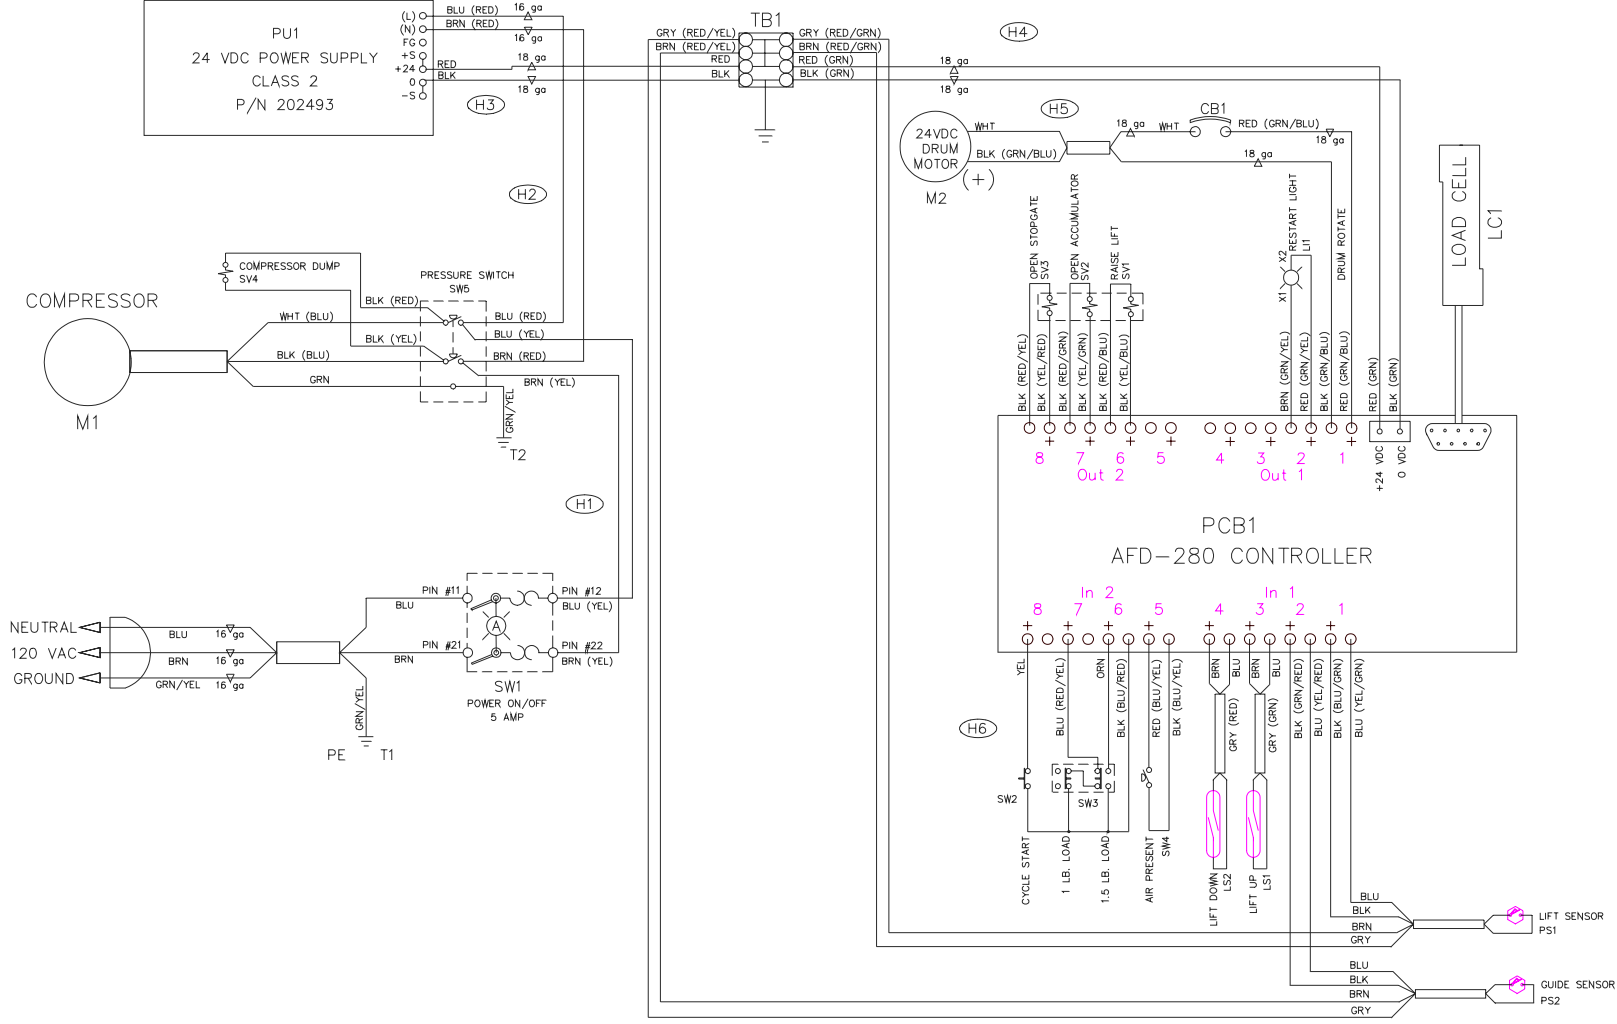 PU1
24 VDC POWER SUPPLY
CLASS 2
P/N 202493
(L)
(N)
FG
+S
+24
0
-S
BLU (RED)
16 ga
BRN (RED)
16 ga
RED
18 ga
BLK
18 ga
H3
H2
TB1
GRY (RED/YEL)
BRN (RED/YEL)
RED
BLK
GRY (RED/GRN)
BRN (RED/GRN)
RED (GRN)
BLK (GRN)
H4
18 ga
18 ga
24VDC
DRUM
MOTOR
M2
(+)
H5
WHT
BLK (GRN/BLU)
18 ga
WHT
CB1
RED (GRN/BLU)
18 ga
18 ga
LOAD CELL
LC1
COMPRESSOR DUMP
SV4
PRESSURE SWITCH
SW5
COMPRESSOR
M1
WHT (BLU)
BLK (BLU)
GRN
BLK (RED)
BLK (YEL)
BLU (RED)
BLU (YEL)
BRN (RED)
BRN (YEL)
GRN/YEL
T2
H1
OPEN STOPGATE
SV3
OPEN ACCUMULATOR
SV2
RAISE LIFT
SV1
X2
X1
RESTART LIGHT
LI1
DRUM ROTATE
BLK (RED/YEL)
BLK (YEL/RED)
BLK (RED/GRN)
BLK (YEL/GRN)
BLK (RED/BLU)
BLK (YEL/BLU)
BRN (GRN/YEL)
RED (GRN/YEL)
BLK (GRN/BLU)
RED (GRN/BLU)
RED (GRN)
BLK (GRN)
+ + + + + + + +
8 7 6 5 4 3 2 1
Out 2
Out 1
+24 VDC
0 VDC
PCB1
AFD-280 CONTROLLER
In 2
In 1
8 7 6 5 4 3 2 1
+ + + + + + + +
NEUTRAL
120 VAC
GROUND
BLU
16 ga
BRN
16 ga
GRN/YEL
16 ga
BLU
BRN
GRN/YEL
PE
T1
PIN #11
PIN #21
A
PIN #12
BLU (YEL)
PIN #22
BRN (YEL)
SW1
POWER ON/OFF
5 AMP
H6
YEL
BLU (RED/YEL)
ORN
BLK (BLU/RED)
RED (BLU/YEL)
BLK (BLU/YEL)
BRN
BLU
GRY (RED)
BRN
BLU
GRY (GRN)
BLK (GRN/RED)
BLU (YEL/RED)
BLK (BLU/GRN)
BLU (YEL/GRN)
SW2
SW3
CYCLE START
1 LB. LOAD
1.5 LB. LOAD
AIR PRESENT
SW4
LIFT DOWN
LS2
LIFT UP
LS1
BLU
BLK
BRN
GRY
LIFT SENSOR
PS1
BLU
BLK
BRN
GRY
GUIDE SENSOR
PS2